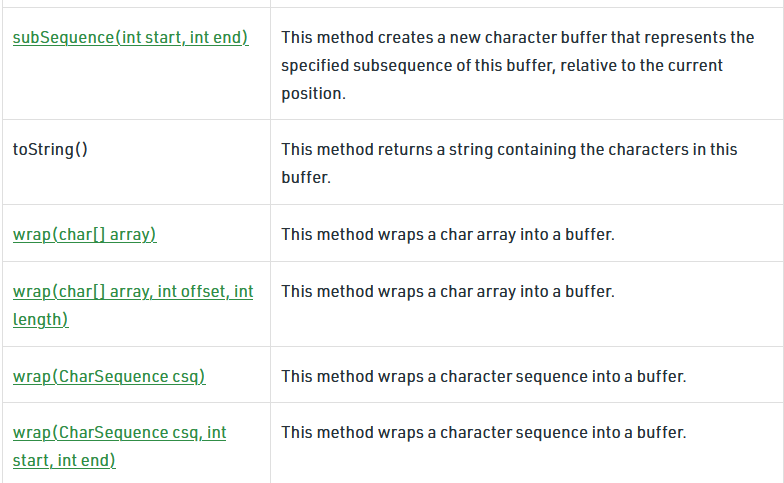 subSequence(int start, int end)
This method creates a new character buffer that represents the
specified subsequence of this buffer, relative to the current
position.
toString()
This method returns a string containing the characters in this
buffer.
wrap(char[] array)
This method wraps a char array into a buffer.
wrap(char[] array, int offset, int
length)
This method wraps a char array into a buffer.
wrap(CharSequence csq)
This method wraps a character sequence into a buffer.
wrap(CharSequence csq, int
start, int end)
This method wraps a character sequence into a buffer.